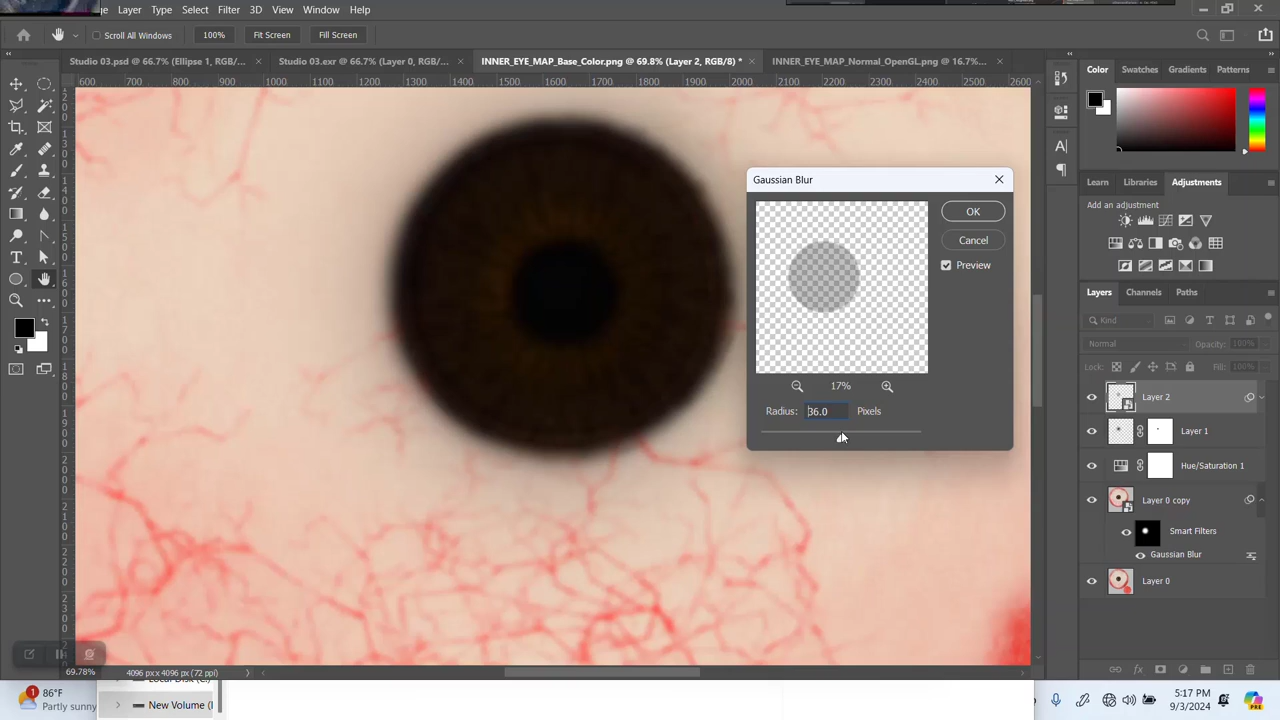 Layer Type Select Filter 3D View Window Help
Scroll All Windows 100% Fit Screen Fill Screen
Studio 03.psd @ 66.7% (Ellipse 1, RGB/... × Studio 03.exr @ 66.7% (Layer 0, RGB/... × INNER_EYE_MAP_Base_Color.png @ 69.8% (Layer 2, RGB/8) * × INNER_EYE_MAP_Normal_OpenGL.png @ 16.7%... ×
600 700 800 900 1000 1100 1200 1300 1400 1500 1600 1700 1800 1900 2000 2100 2200 2300 2400 2500 2600
Color Swatches Gradients Patterns
Gaussian Blur
OK
Cancel
Preview
17%
Radius: 36.0 Pixels
Learn Libraries Adjustments
Add an adjustment
Layers Channels Paths
Kind
Normal Opacity: 100%
Lock: Fill: 100%
Layer 2
Layer 1
Hue/Saturation 1
Layer 0 copy
Smart Filters
Gaussian Blur
Layer 0
69.78% 4096 px x 4096 px (72 ppi)
86°F
Partly sunny
1
New Volume (
5:17 PM
9/3/2024
PRE